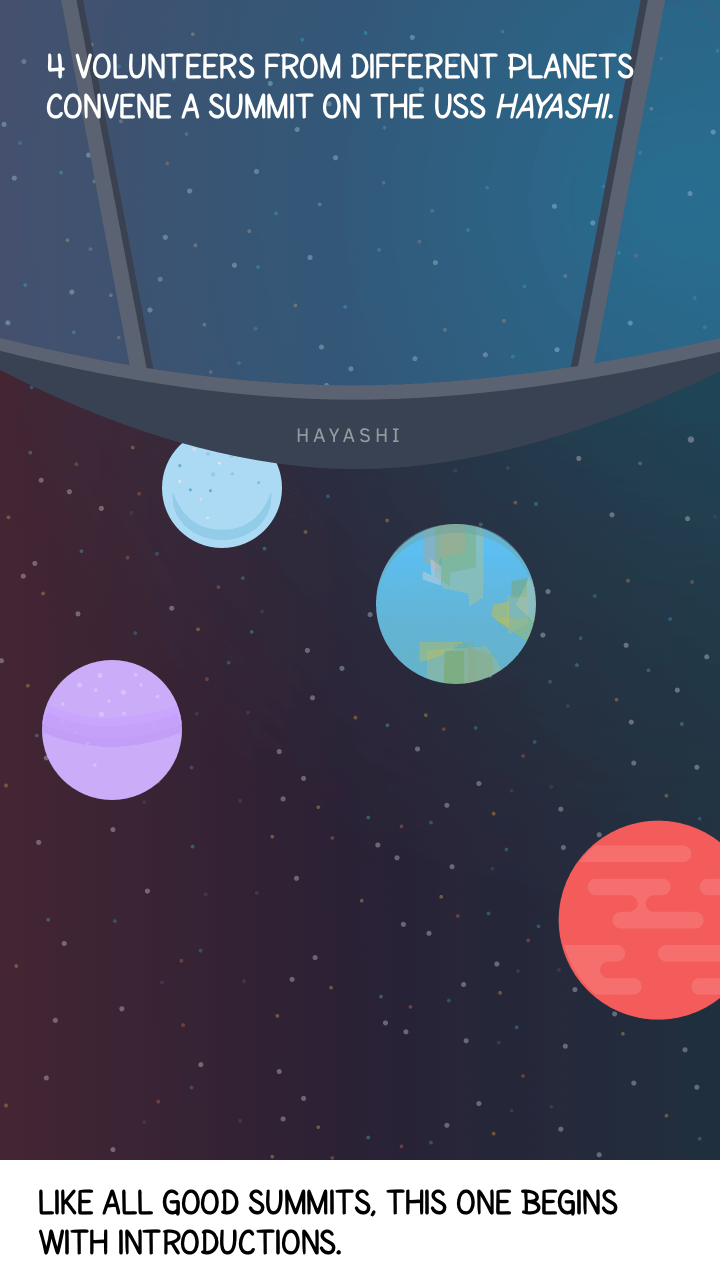 4 VOLUNTEERS FROM DIFFERENT PLANETS
CONVENE A SUMMIT ON THE USS HAYASHI.
HAYASHI
LIKE ALL GOOD SUMMITS, THIS ONE BEGINS
WITH INTRODUCTIONS.